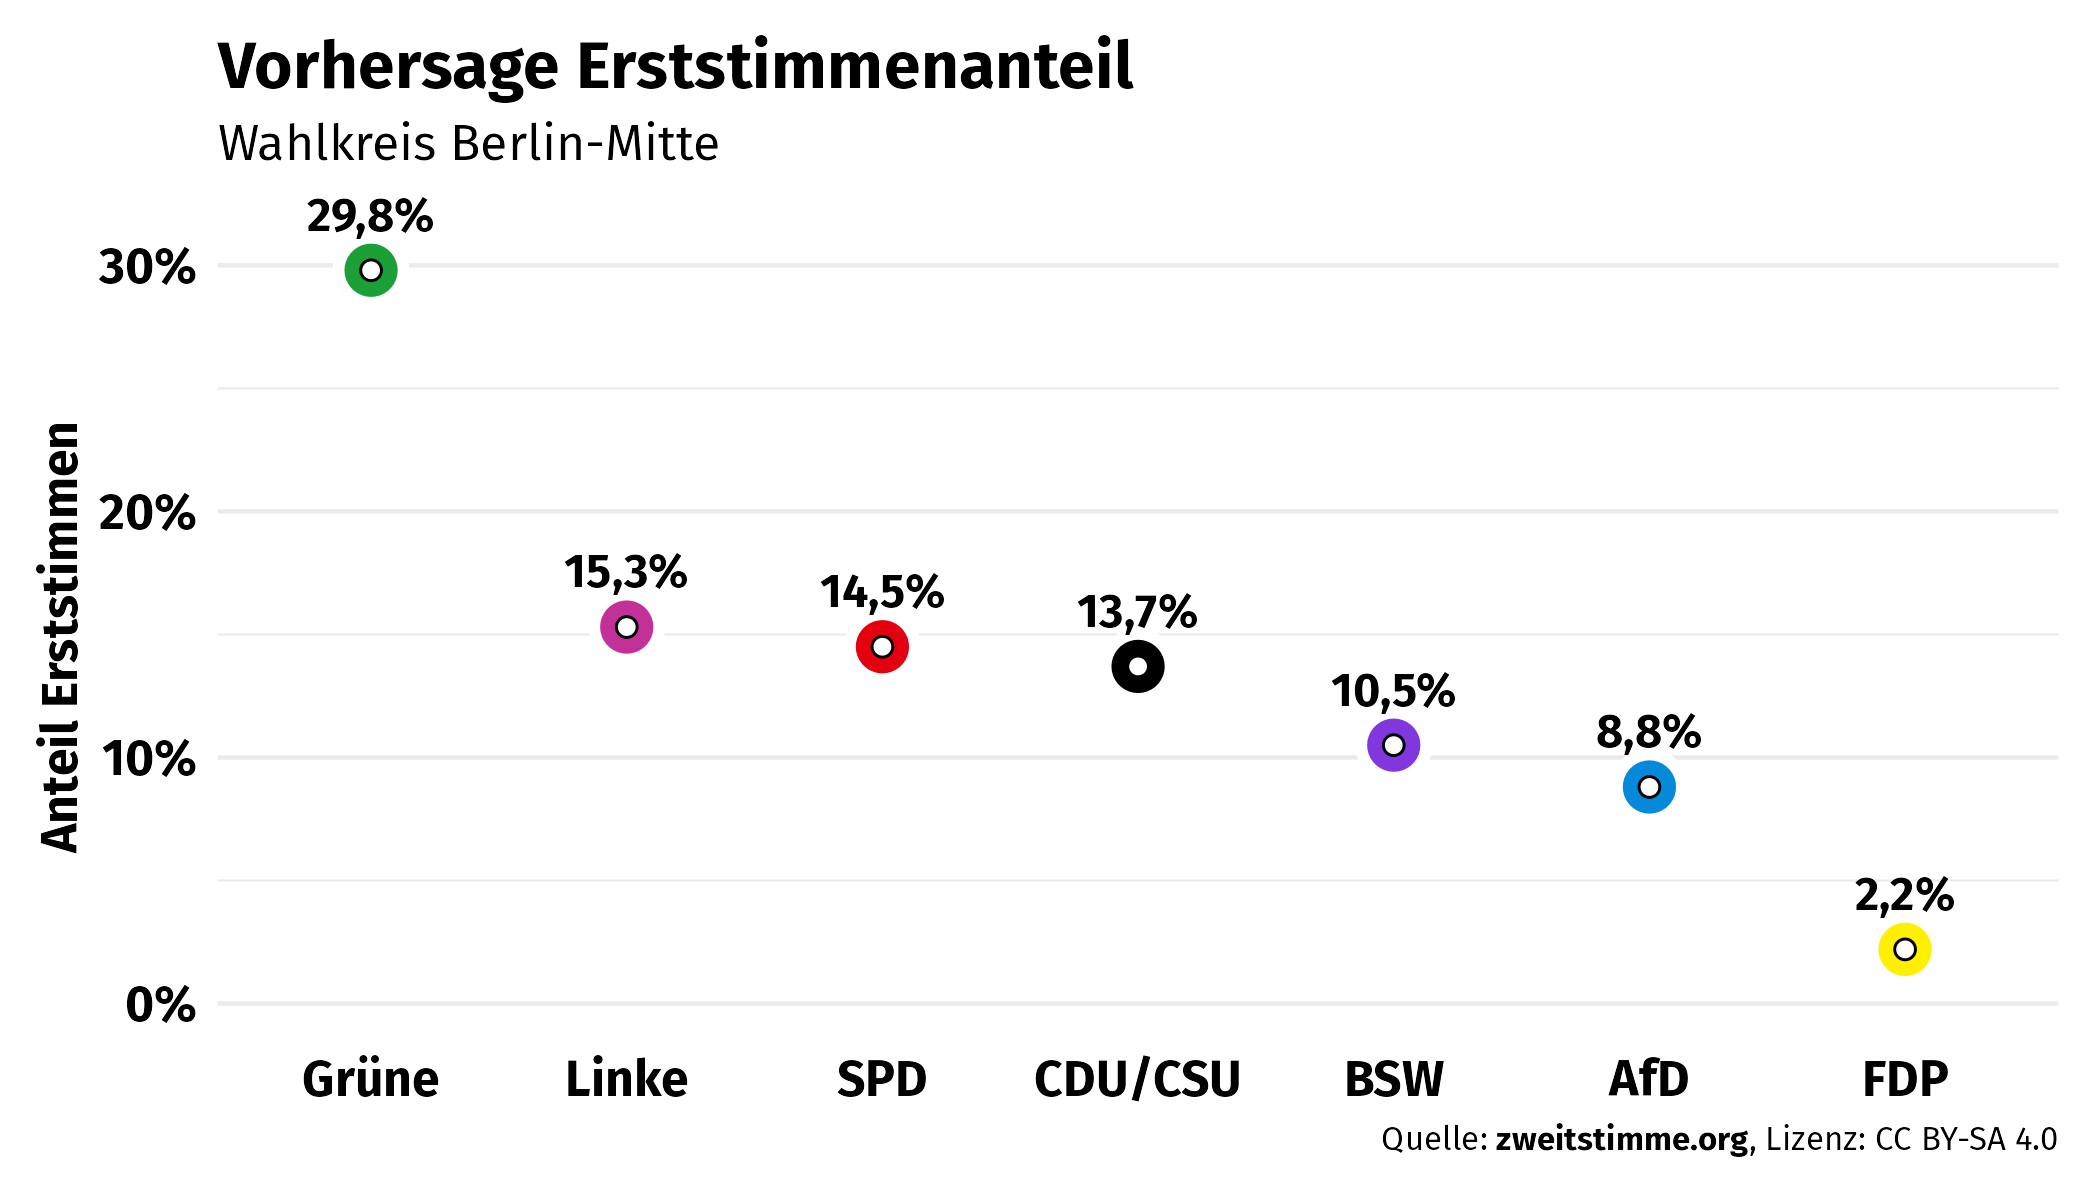 Vorhersage Erststimmenanteil
Wahlkreis Berlin-Mitte
Anteil Erststimmen
30%
20%
10%
0%
29,8%
15,3%
14,5%
13,7%
10,5%
8,8%
2,2%
Grüne Linke SPD CDU/CSU BSW AfD FDP
Quelle: zweitstimme.org, Lizenz: CC BY-SA 4.0